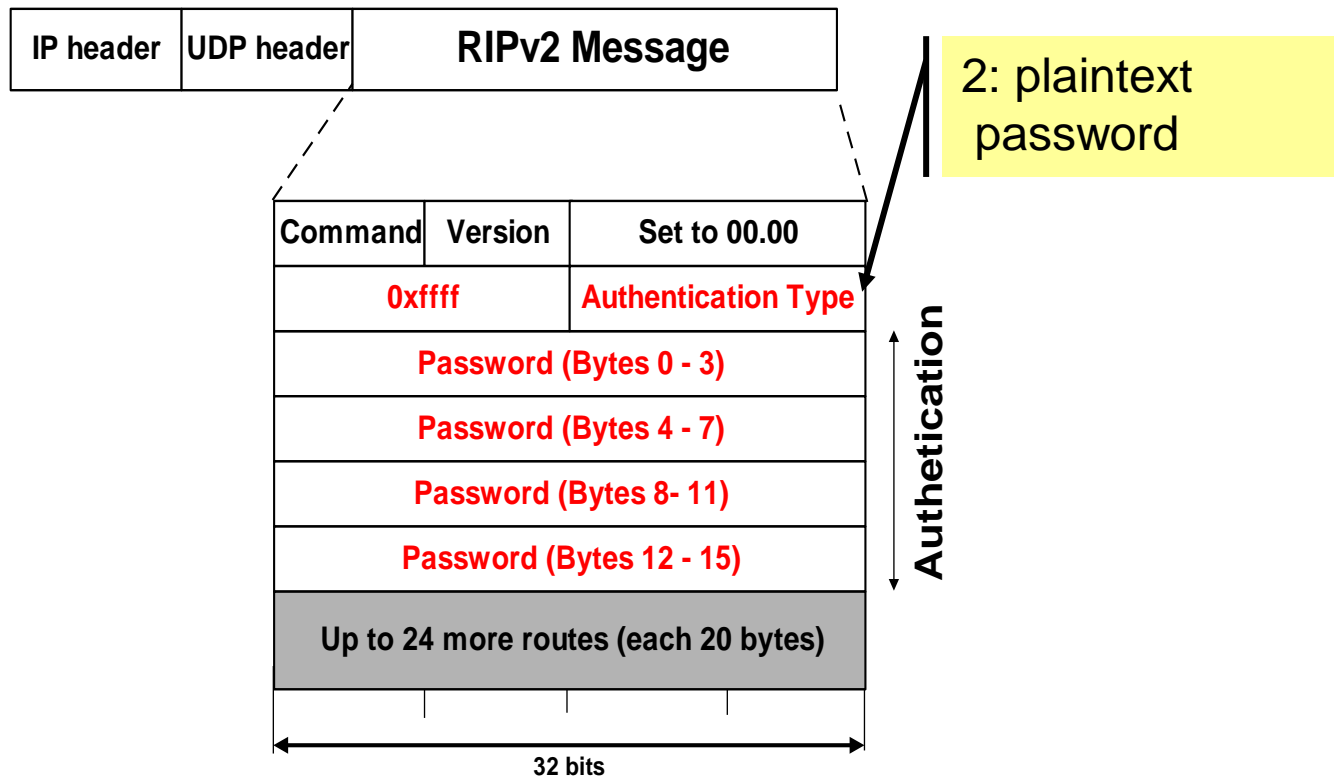 IP header
UDP header
RIPv2 Message
2: plaintext
password
Command
Version
Set to 00.00
0xffff
Authentication Type
Password (Bytes 0 - 3)
Password (Bytes 4 - 7)
Password (Bytes 8- 11)
Password (Bytes 12 - 15)
Authetication
Up to 24 more routes (each 20 bytes)
32 bits